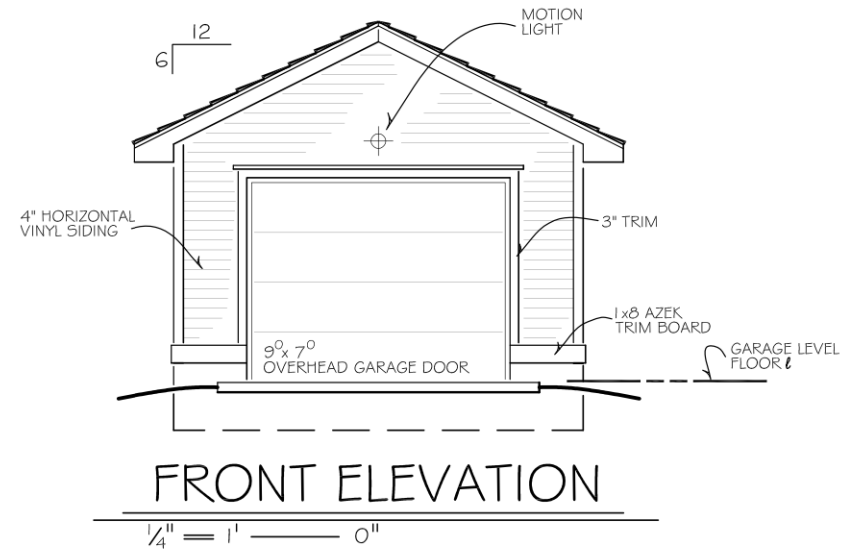 12
6
MOTION
LIGHT
4" HORIZONTAL
VINYL SIDING
3" TRIM
1x8 AZEK
TRIM BOARD
GARAGE LEVEL
FLOOR ℓ
9⁰x 7⁰
OVERHEAD GARAGE DOOR
FRONT ELEVATION
1/4" = 1' — 0"